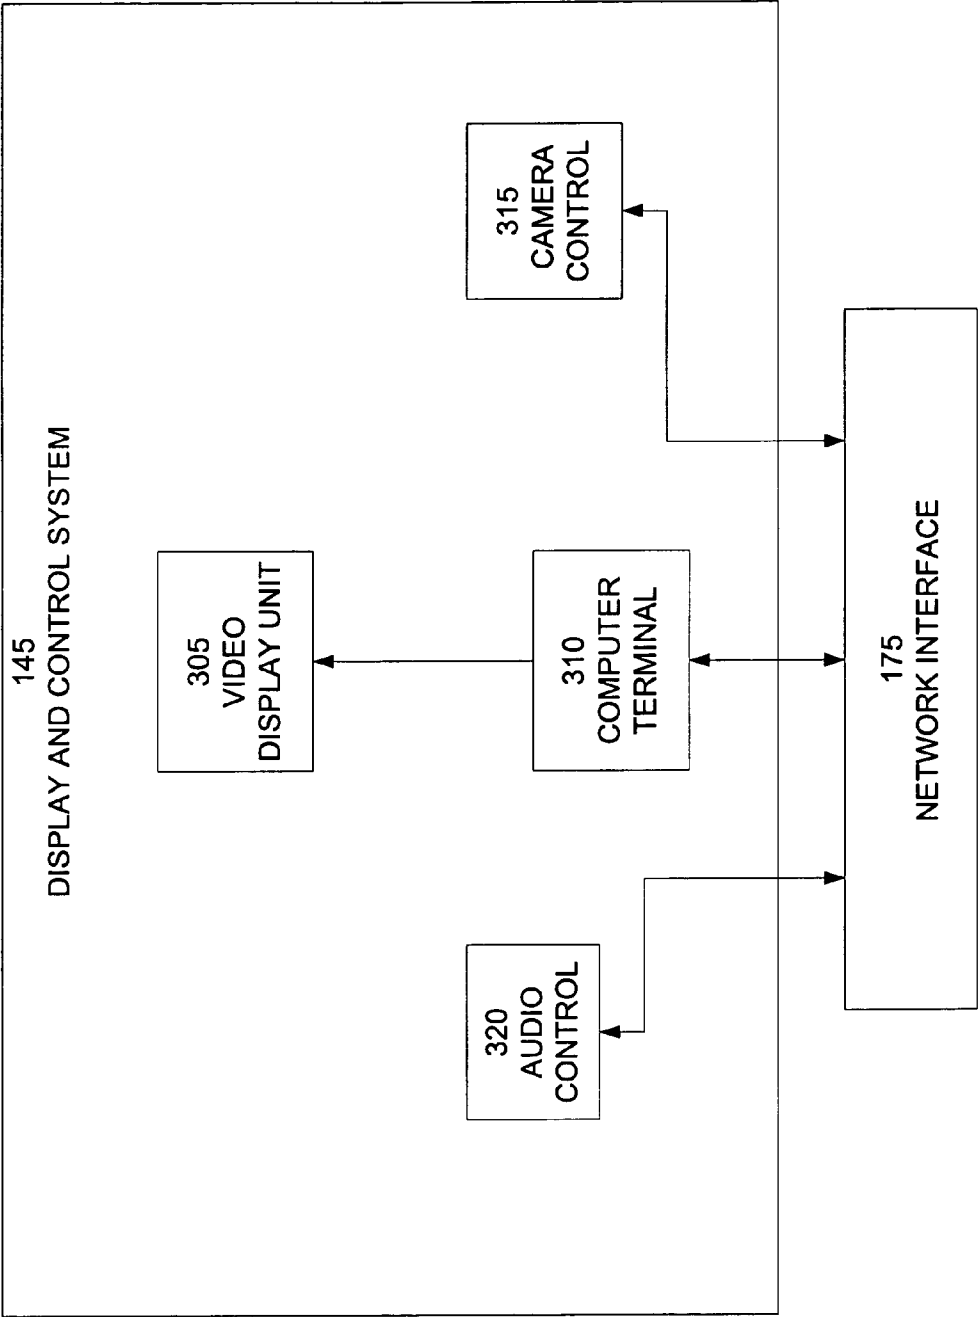 145
DISPLAY AND CONTROL SYSTEM
305
VIDEO
DISPLAY UNIT
320
AUDIO
CONTROL
310
COMPUTER
TERMINAL
315
CAMERA
CONTROL
175
NETWORK INTERFACE